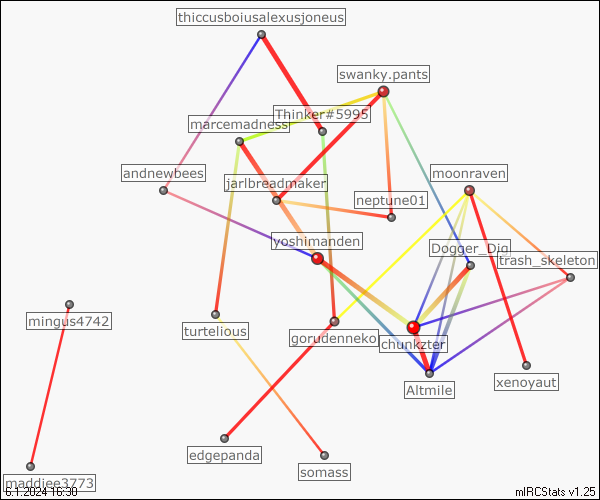 thiccusboiusalexusjoneus
swanky.pants
Thinker#5995
marcemadness
andnewbees
moonraven
jarlbreadmaker
neptune01
yoshimanden
Dogger_Dig
trash_skeleton
mingus4742
turtelious
gorudenneko
chunkzter
Altmile
xenoyaut
edgepanda
somass
maddiee3773
6.1.2024 16:30
mIRCStats v1.25